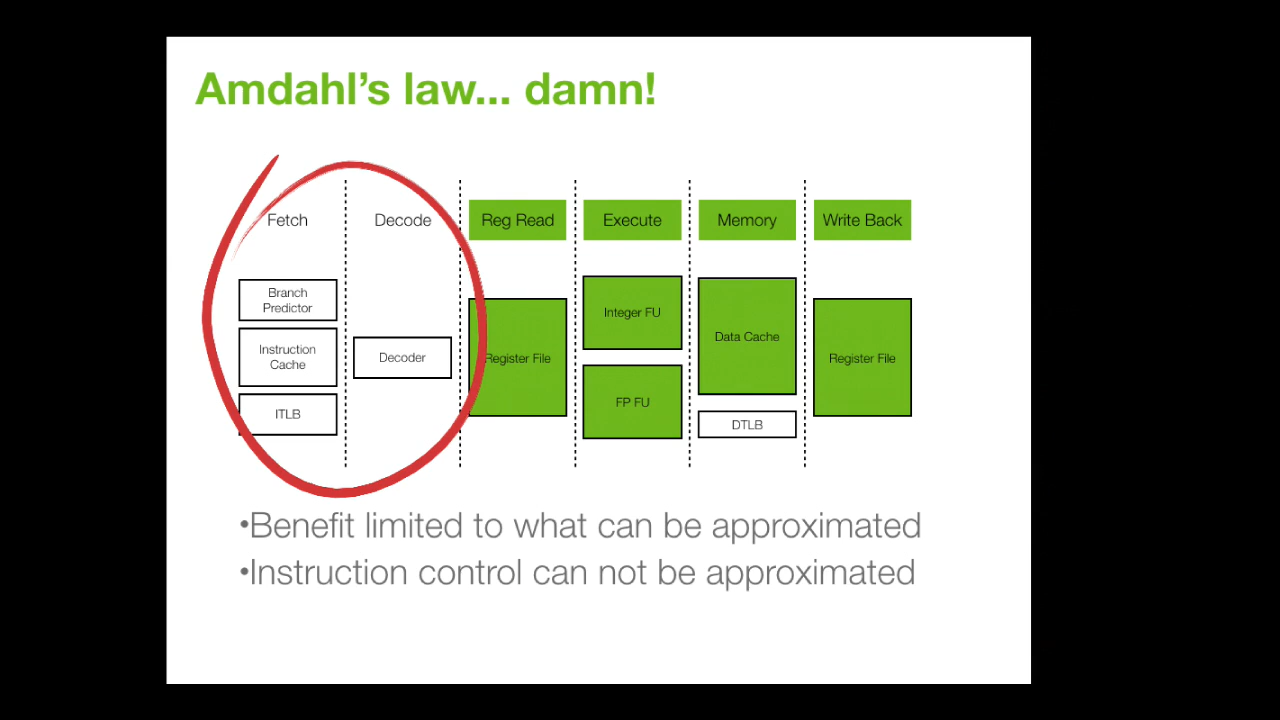 Amdahl’s law... damn!
Fetch
Decode
Reg Read
Execute
Memory
Write Back
Branch
Predictor
Instruction
Cache
ITLB
Decoder
Register File
Integer FU
FP FU
Data Cache
DTLB
Register File
•Benefit limited to what can be approximated
•Instruction control can not be approximated